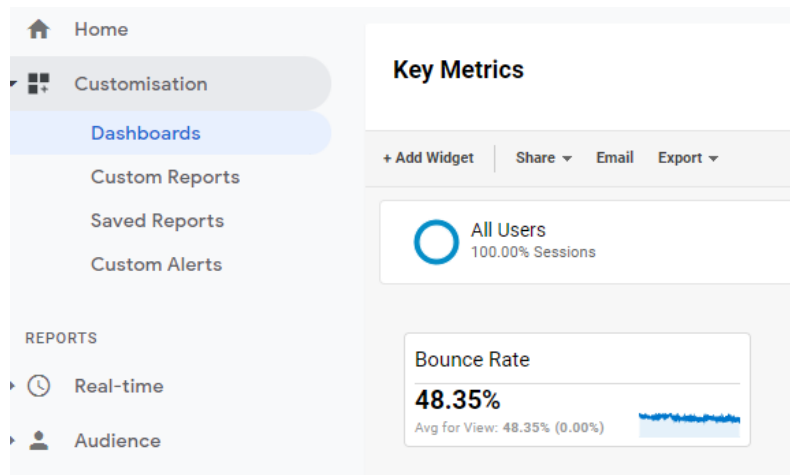 Home
Customisation
Dashboards
Custom Reports
Saved Reports
Custom Alerts
REPORTS
Real-time
Audience
Key Metrics
+ Add Widget Share Email Export
All Users
100.00% Sessions
Bounce Rate
48.35%
Avg for View: 48.35% (0.00%)